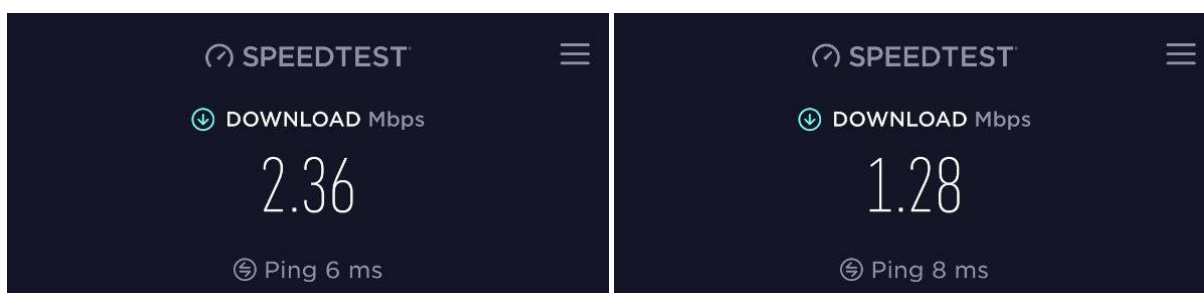 SPEEDTEST
DOWNLOAD Mbps
2.36
Ping 6 ms
SPEEDTEST
DOWNLOAD Mbps
1.28
Ping 8 ms